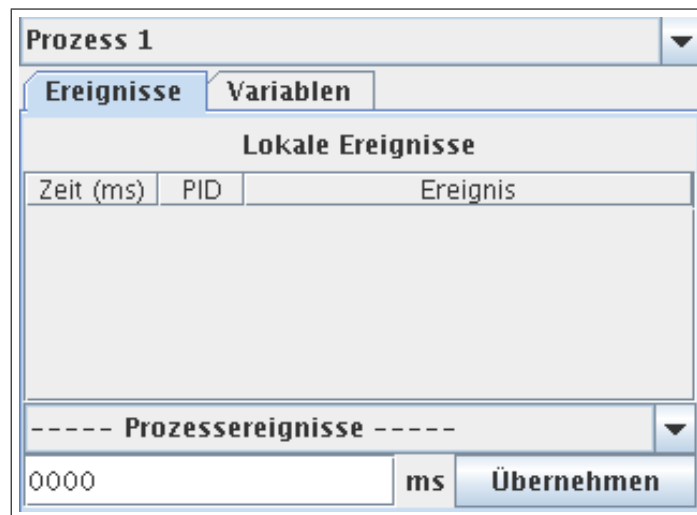 Prozess 1
Ereignisse Variablen
Lokale Ereignisse
Zeit (ms) PID Ereignis
----- Prozessereignisse -----
0000 ms Übernehmen